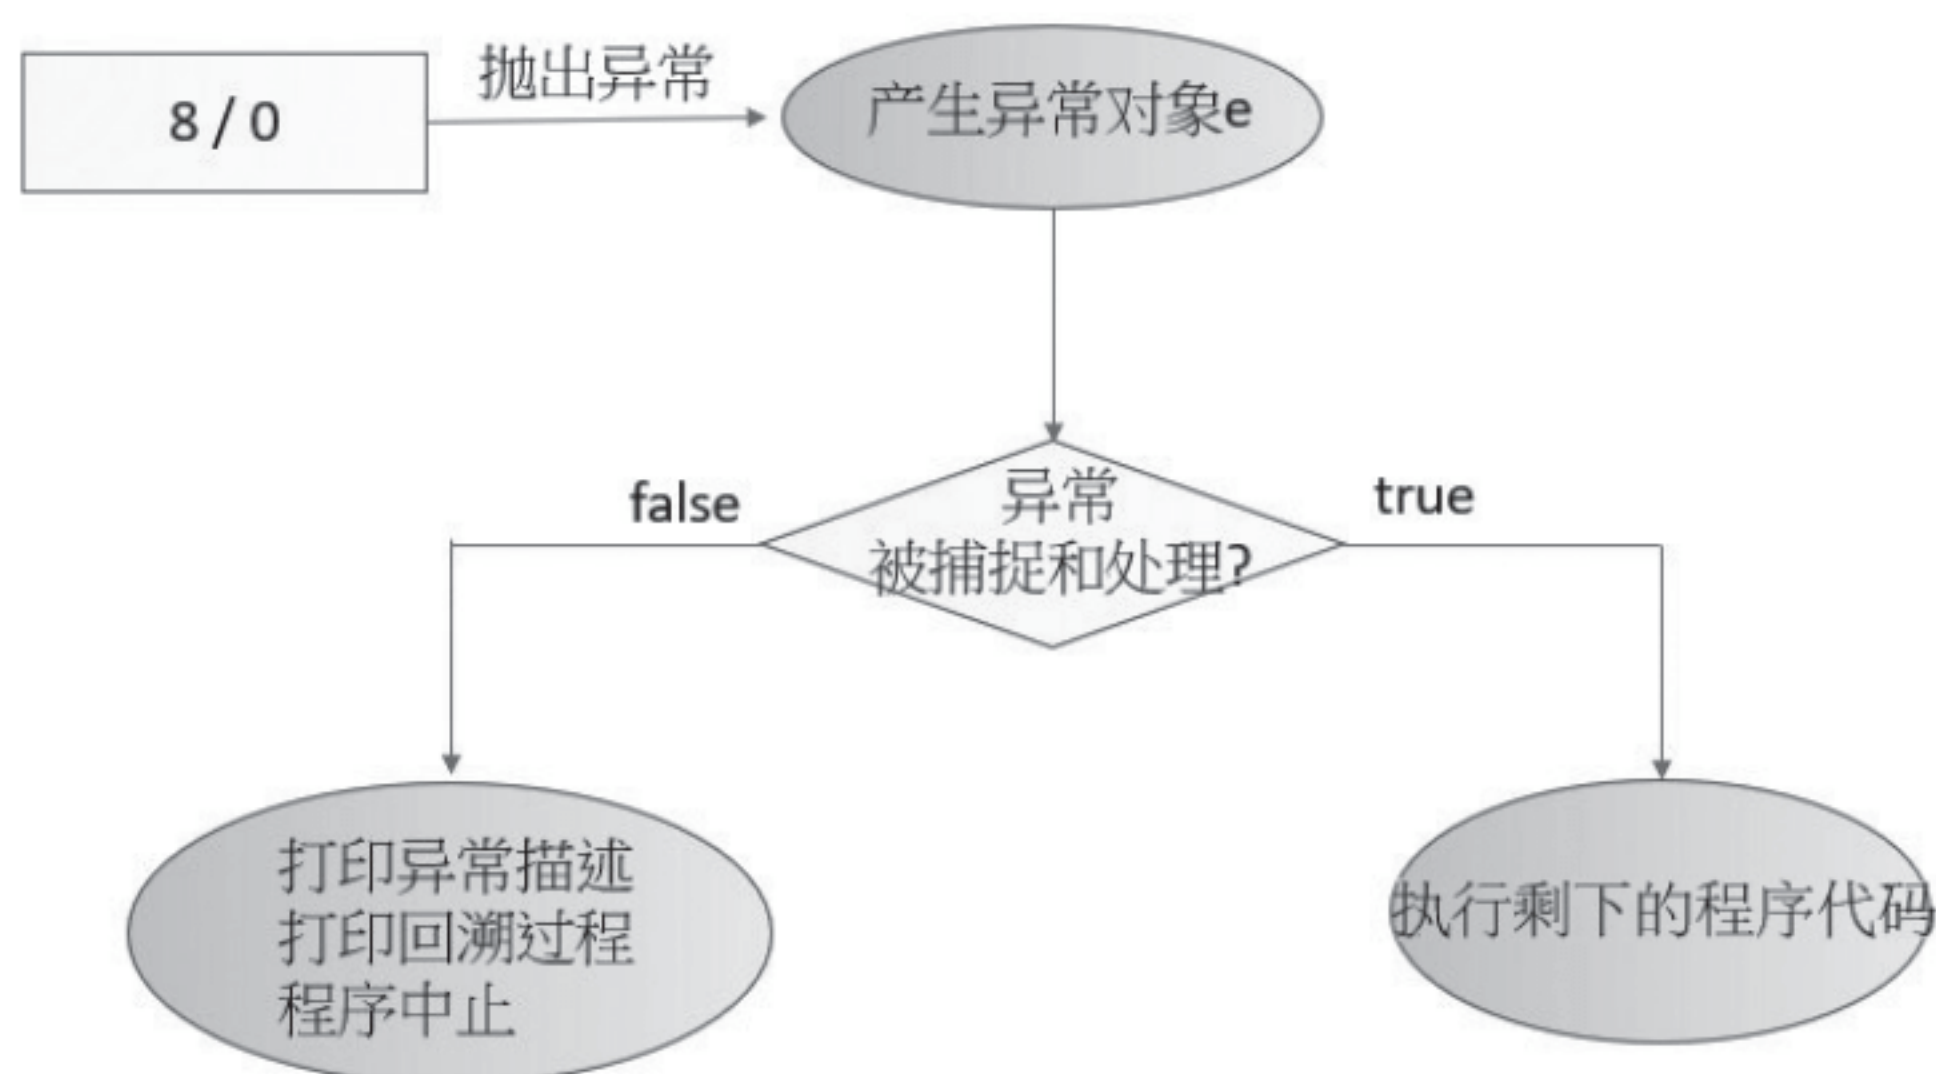 8 / 0
抛出异常
产生异常对象e
异常
被捕捉和处理?
false
true
打印异常描述
打印回溯过程
程序中止
执行剩下的程序代码